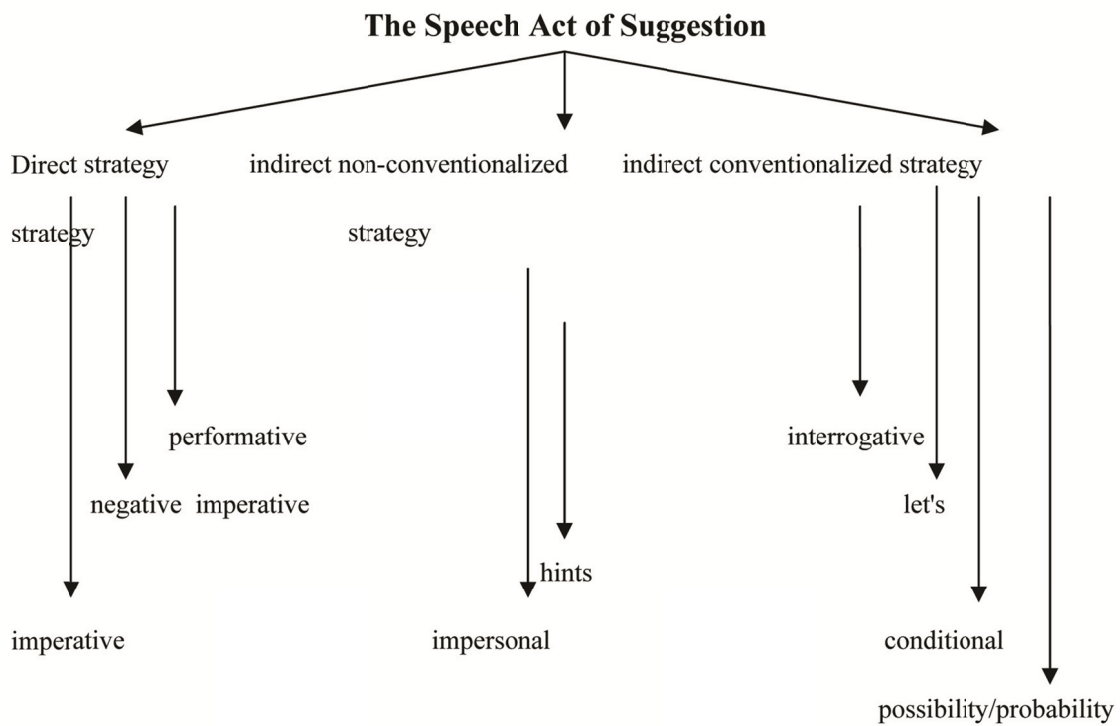 The Speech Act of Suggestion
Direct strategy indirect non-conventionalized indirect conventionalized strategy
strategy strategy
performative interrogative
negative imperative let's
hints
imperative impersonal conditional
possibility/probability